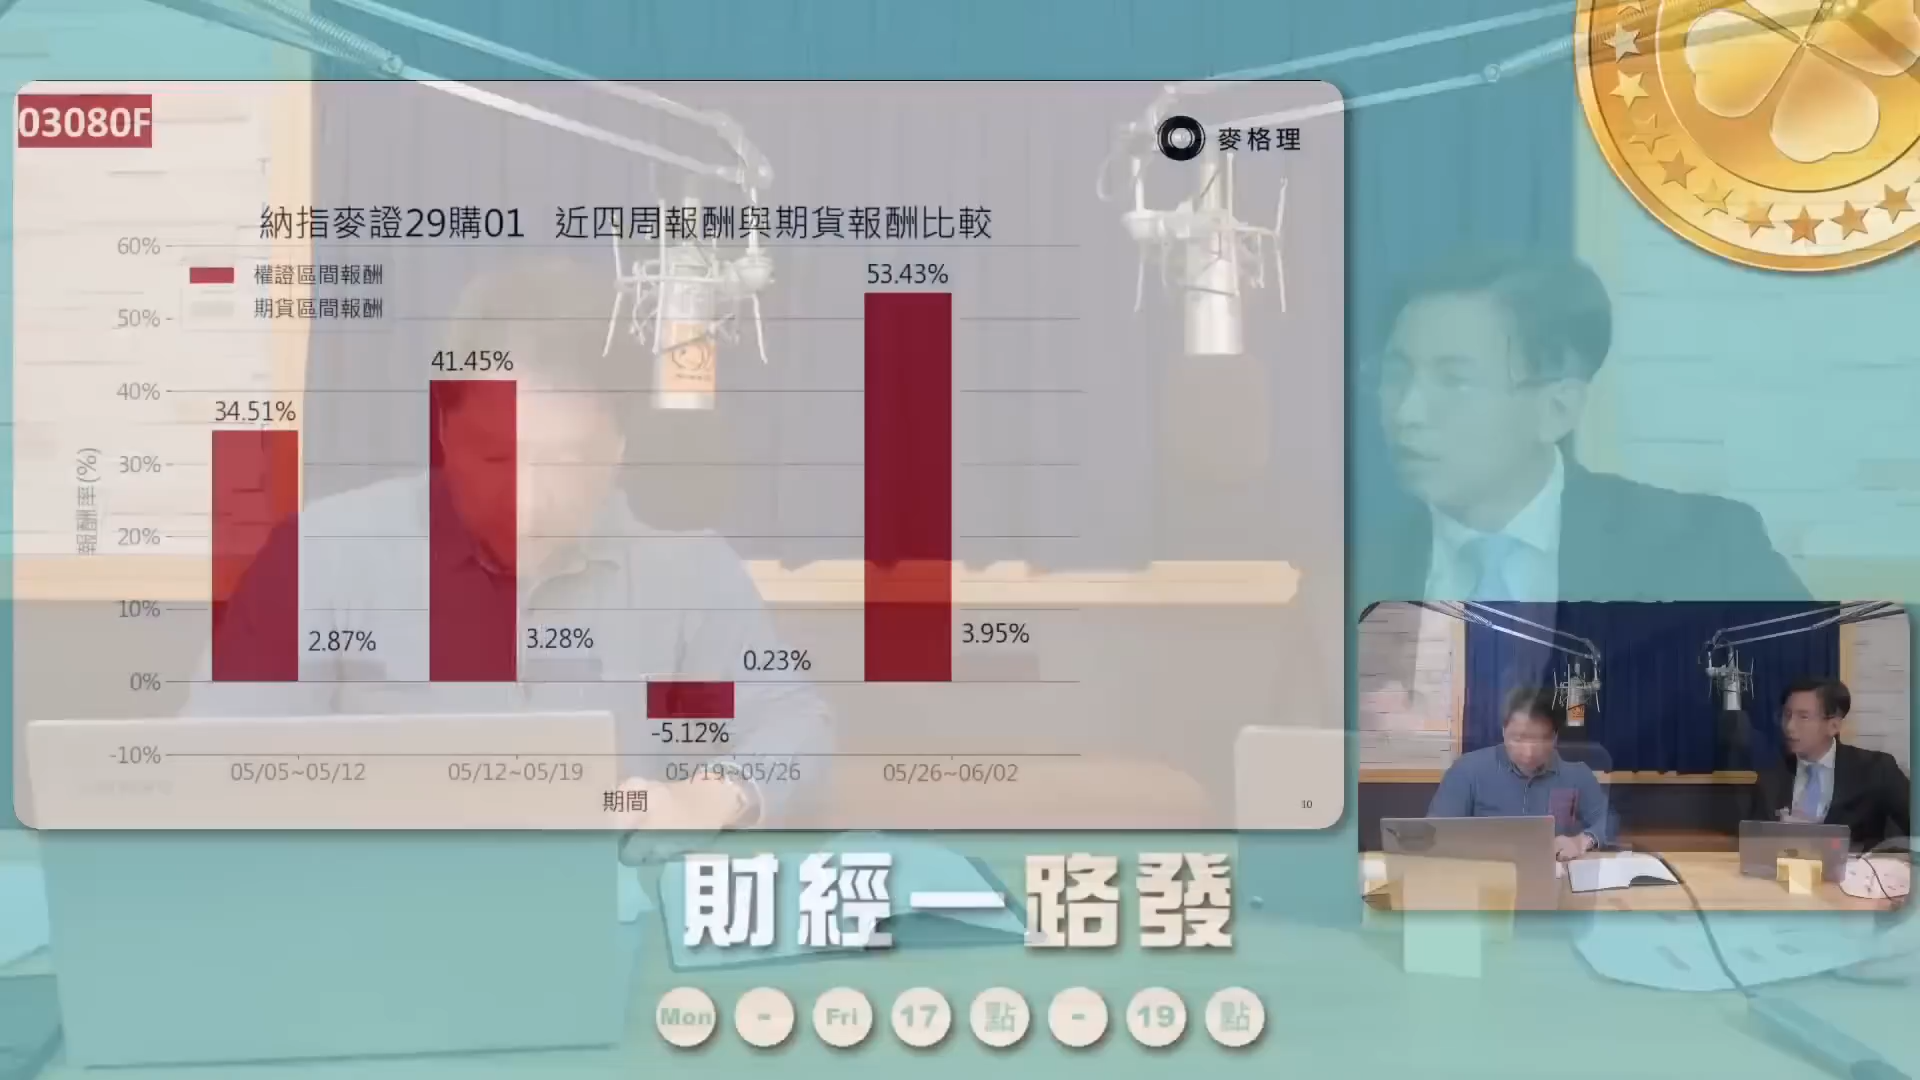 03080F
麥格理
納指麥證29購01 近四周報酬與期貨報酬比較
60%
權證區間報酬
期貨區間報酬
50%
40%
30%
20%
10%
0%
-10%
報酬率(%)
34.51%
2.87%
41.45%
3.28%
-5.12%
0.23%
53.43%
3.95%
05/05~05/12
05/12~05/19
05/19~05/26
05/26~06/02
期間
10
財經一路發
Mon - Fri 17 點 - 19 點